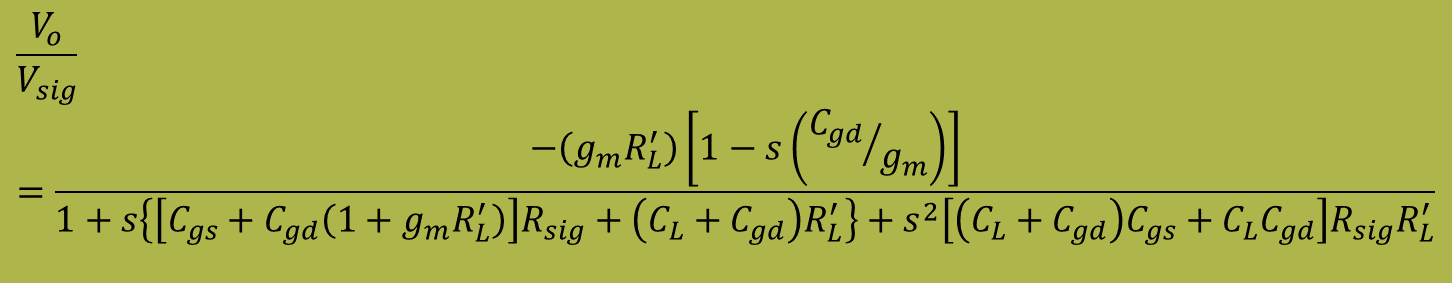 V_o / V_sig
= −(g_m R′_L)[1 − s(C_gd/g_m)] / 1 + s{[C_gs + C_gd(1 + g_m R′_L)]R_sig + (C_L + C_gd)R′_L} + s²[(C_L + C_gd)C_gs + C_L C_gd]R_sig R′_L